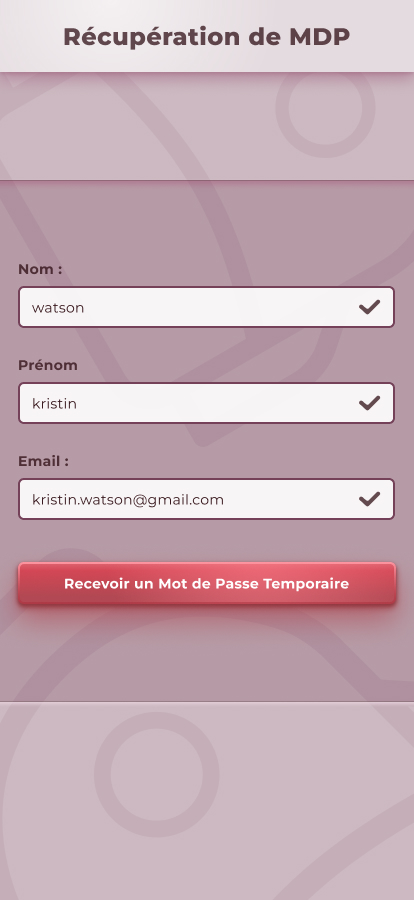 Récupération de MDP
Nom :
watson
Prénom
kristin
Email :
kristin.watson@gmail.com
Recevoir un Mot de Passe Temporaire